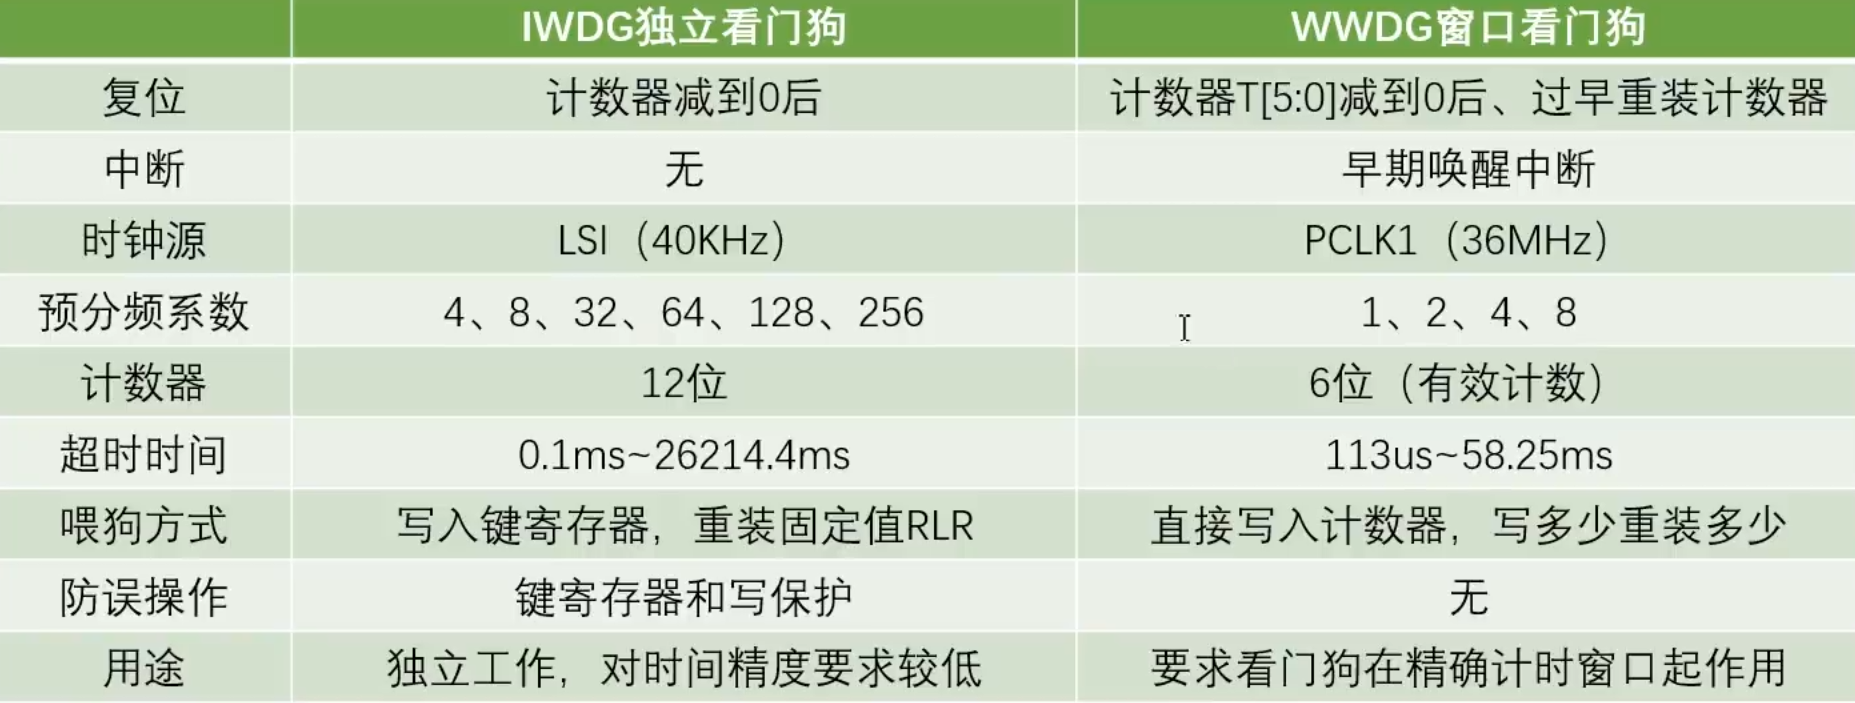 IWDG独立看门狗 WWDG窗口看门狗
复位 计数器减到0后 计数器T[5:0]减到0后、过早重装计数器
中断 无 早期唤醒中断
时钟源 LSI（40KHz） PCLK1（36MHz）
预分频系数 4、8、32、64、128、256 1、2、4、8
计数器 12位 6位（有效计数）
超时时间 0.1ms~26214.4ms 113us~58.25ms
喂狗方式 写入键寄存器，重装固定值RLR 直接写入计数器，写多少重装多少
防误操作 键寄存器和写保护 无
用途 独立工作，对时间精度要求较低 要求看门狗在精确计时窗口起作用